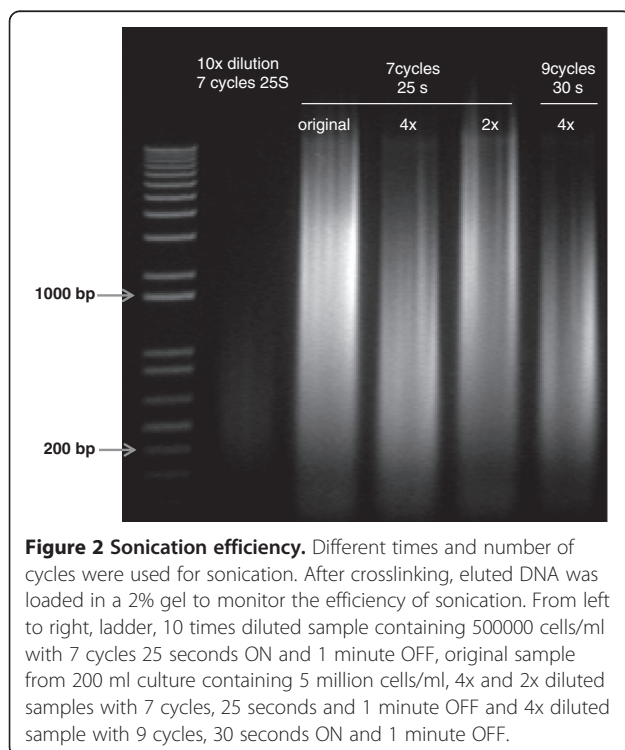 10x dilution
7 cycles 25S
7cycles
25 s
9cycles
30 s
original
4x
2x
4x
1000 bp
200 bp
Figure 2 Sonication efficiency. Different times and number of
cycles were used for sonication. After crosslinking, eluted DNA was
loaded in a 2% gel to monitor the efficiency of sonication. From left
to right, ladder, 10 times diluted sample containing 500000 cells/ml
with 7 cycles 25 seconds ON and 1 minute OFF, original sample
from 200 ml culture containing 5 million cells/ml, 4x and 2x diluted
samples with 7 cycles, 25 seconds and 1 minute OFF and 4x diluted
sample with 9 cycles, 30 seconds ON and 1 minute OFF.